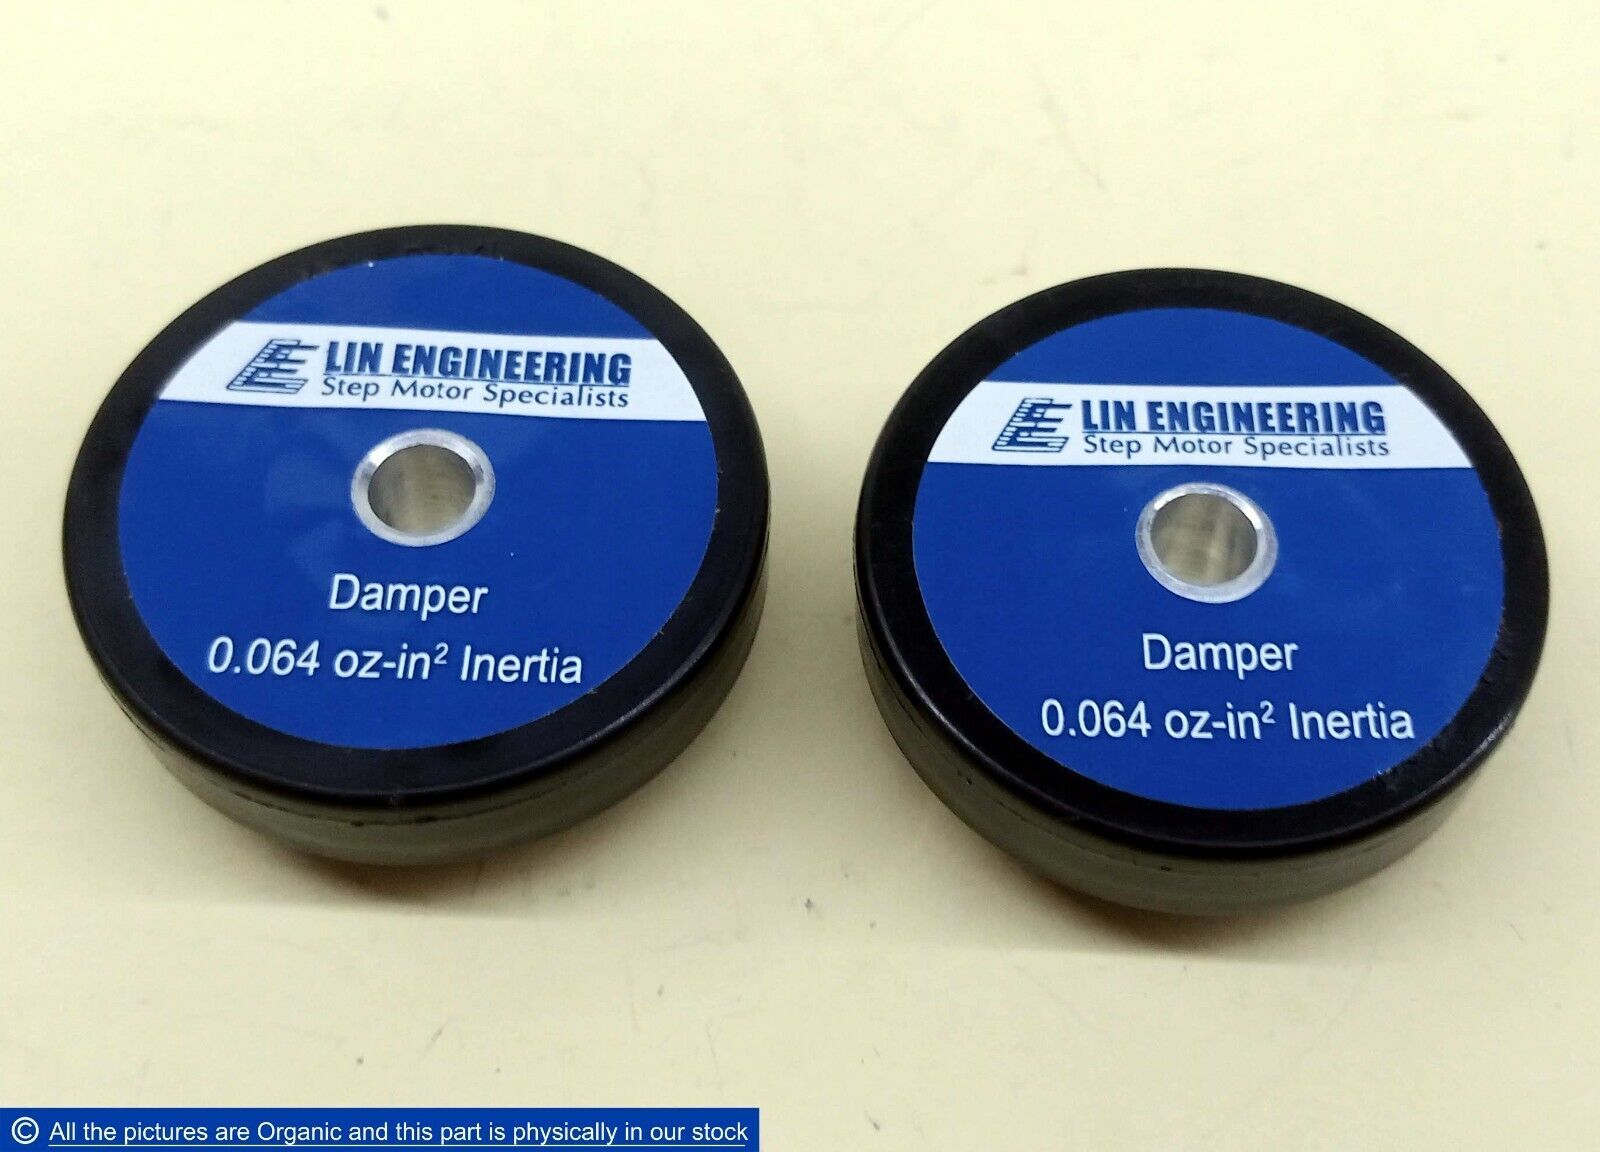 LIN ENGINEERING
Step Motor Specialists
Damper
0.064 oz-in² Inertia
LIN ENGINEERING
Step Motor Specialists
Damper
0.064 oz-in² Inertia
© All the pictures are Organic and this part is physically in our stock